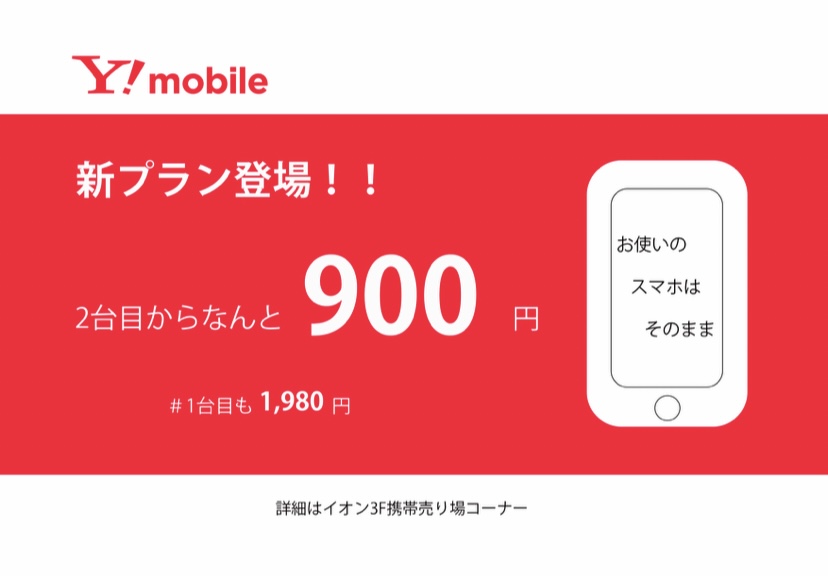 Y!mobile
新プラン登場！！
2台目からなんと 900 円
＃1台目も 1,980 円
お使いの
スマホは
そのまま
詳細はイオン3F携帯売り場コーナー